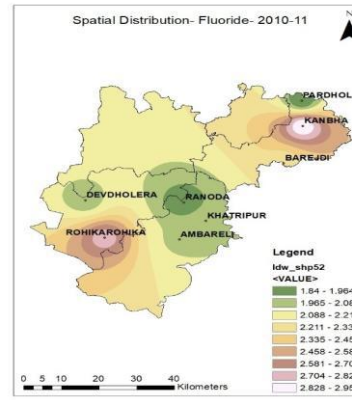 Spatial Distribution- Fluoride- 2010-11
N
PARDHOL
KANBHA
BAREJDI
DEVDHOLERA
RANODA
KHATRIPUR
ROHIKAROHIKA
AMBARELI
Legend
Idw_shp52
<VALUE>
1.84 - 1.964
1.965 - 2.08
2.088 - 2.21
2.211 - 2.33
2.335 - 2.45
2.458 - 2.58
2.581 - 2.70
2.704 - 2.82
2.828 - 2.95
0 5 10 20 30 40
Kilometers